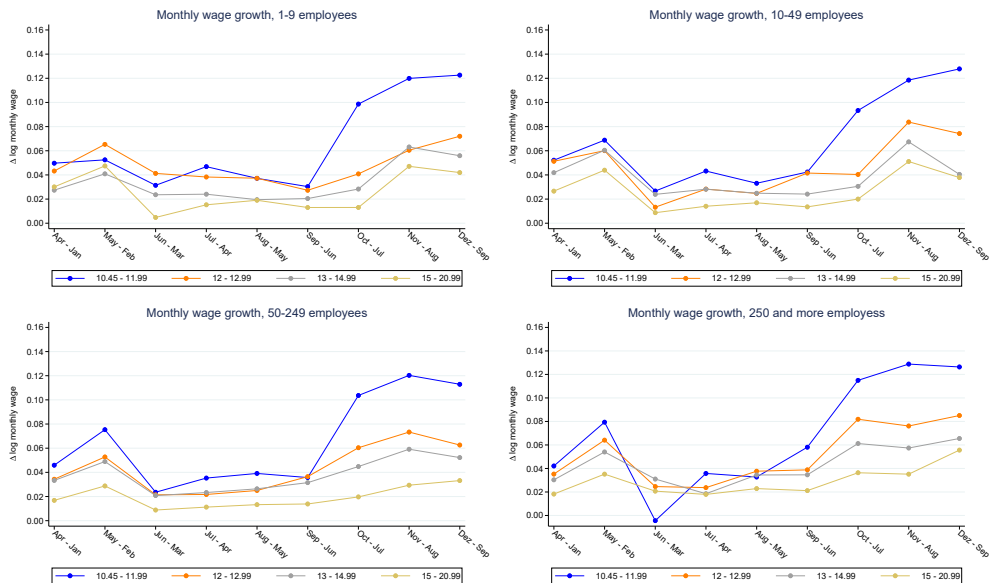 Monthly wage growth, 1-9 employees
0.16
0.14
0.12
0.10
0.08
0.06
0.04
0.02
0.00
Δ log monthly wage
Apr - Jan
May - Feb
Jun - Mar
Jul - Apr
Aug - May
Sep - Jun
Oct - Jul
Nov - Aug
Dez - Sep
10.45 - 11.99 12 - 12.99 13 - 14.99 15 - 20.99
Monthly wage growth, 10-49 employees
0.16
0.14
0.12
0.10
0.08
0.06
0.04
0.02
0.00
Δ log monthly wage
Apr - Jan
May - Feb
Jun - Mar
Jul - Apr
Aug - May
Sep - Jun
Oct - Jul
Nov - Aug
Dez - Sep
10.45 - 11.99 12 - 12.99 13 - 14.99 15 - 20.99
Monthly wage growth, 50-249 employees
0.16
0.14
0.12
0.10
0.08
0.06
0.04
0.02
0.00
Δ log monthly wage
Apr - Jan
May - Feb
Jun - Mar
Jul - Apr
Aug - May
Sep - Jun
Oct - Jul
Nov - Aug
Dez - Sep
10.45 - 11.99 12 - 12.99 13 - 14.99 15 - 20.99
Monthly wage growth, 250 and more employess
0.16
0.14
0.12
0.10
0.08
0.06
0.04
0.02
0.00
Δ log monthly wage
Apr - Jan
May - Feb
Jun - Mar
Jul - Apr
Aug - May
Sep - Jun
Oct - Jul
Nov - Aug
Dez - Sep
10.45 - 11.99 12 - 12.99 13 - 14.99 15 - 20.99